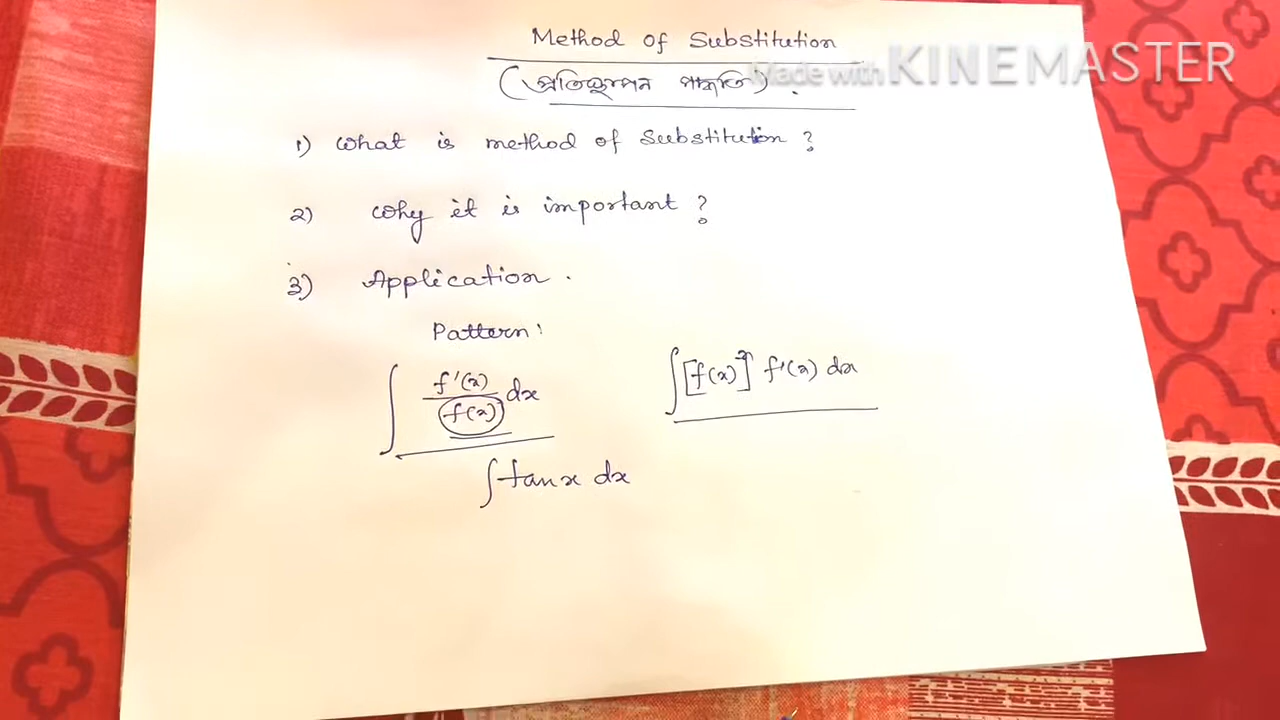 Method of Substitution
(প্রতিস্থাপন পদ্ধতি).
Made with KINEMASTER
1) What is method of substitution?
2) Why it is important?
3) Application.
Pattern:
∫ f'(x)/f(x) dx
∫[f(x)]ⁿ f'(x) dx
∫tanx dx